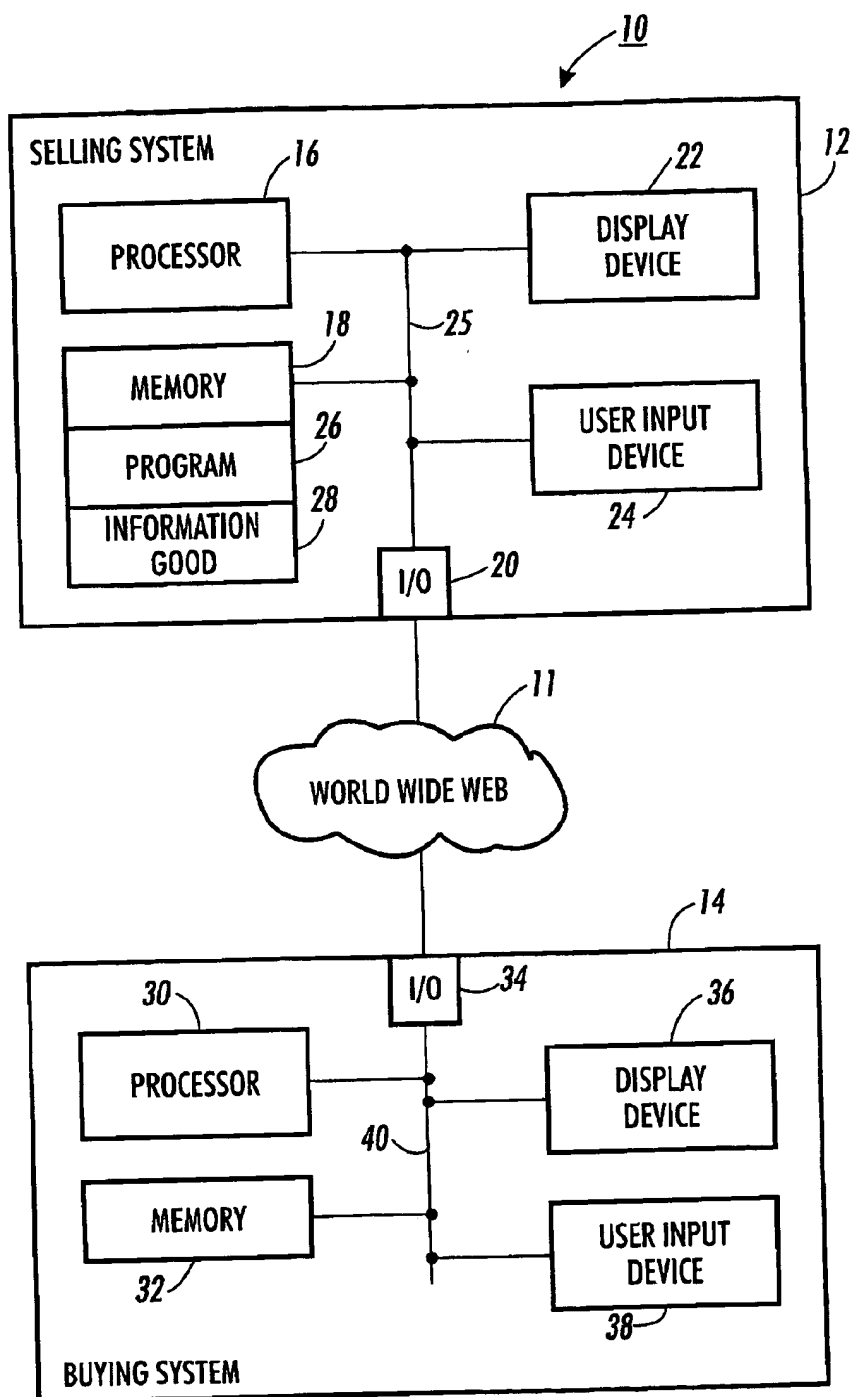 10
SELLING SYSTEM
16
22
12
PROCESSOR
DISPLAY
DEVICE
18
25
MEMORY
26
USER INPUT
DEVICE
PROGRAM
28
24
INFORMATION
GOOD
I/O
20
11
WORLD WIDE WEB
14
I/O
34
30
36
PROCESSOR
DISPLAY
DEVICE
40
MEMORY
USER INPUT
DEVICE
32
38
BUYING SYSTEM